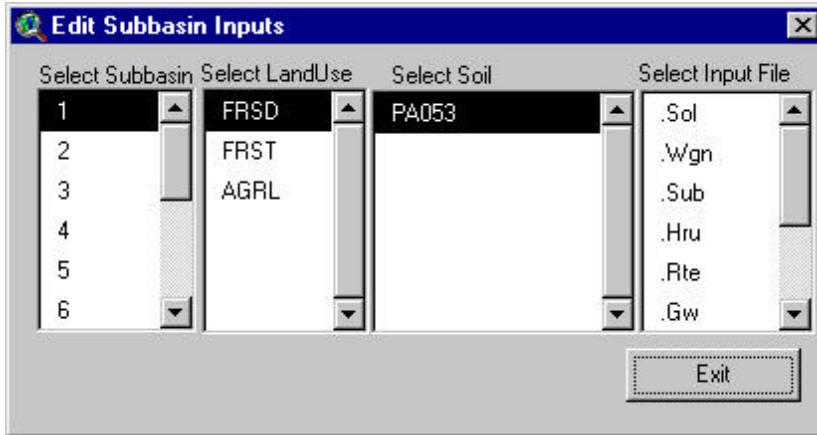 Edit Subbasin Inputs
Select Subbasin Select LandUse Select Soil Select Input File
1 FRSD PA053 .Sol
2 FRST .Wgn
3 AGRL .Sub
4 .Hru
5 .Rte
6 .Gw
Exit